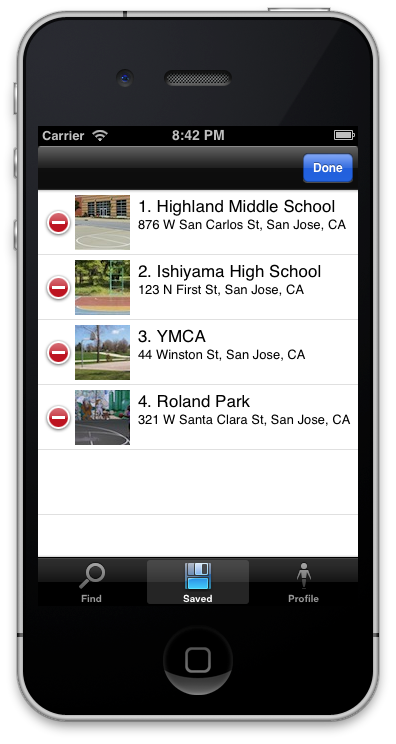 Carrier 8:42 PM
Done
1. Highland Middle School
876 W San Carlos St, San Jose, CA
2. Ishiyama High School
123 N First St, San Jose, CA
3. YMCA
44 Winston St, San Jose, CA
4. Roland Park
321 W Santa Clara St, San Jose, CA
Find Saved Profile